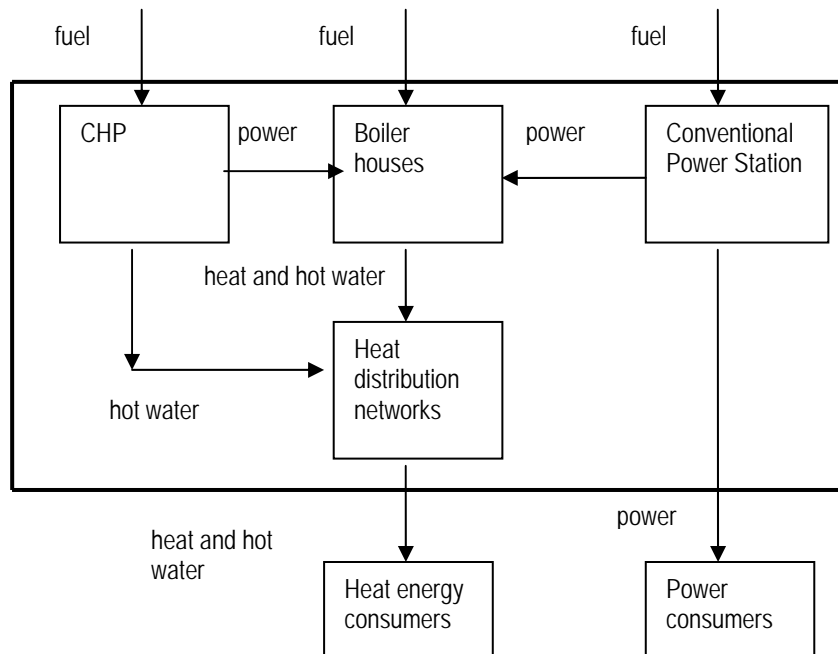 fuel
fuel
fuel
CHP
power
Boiler
houses
power
Conventional
Power Station
heat and hot water
Heat
distribution
networks
hot water
heat and hot
water
power
Heat energy
consumers
Power
consumers